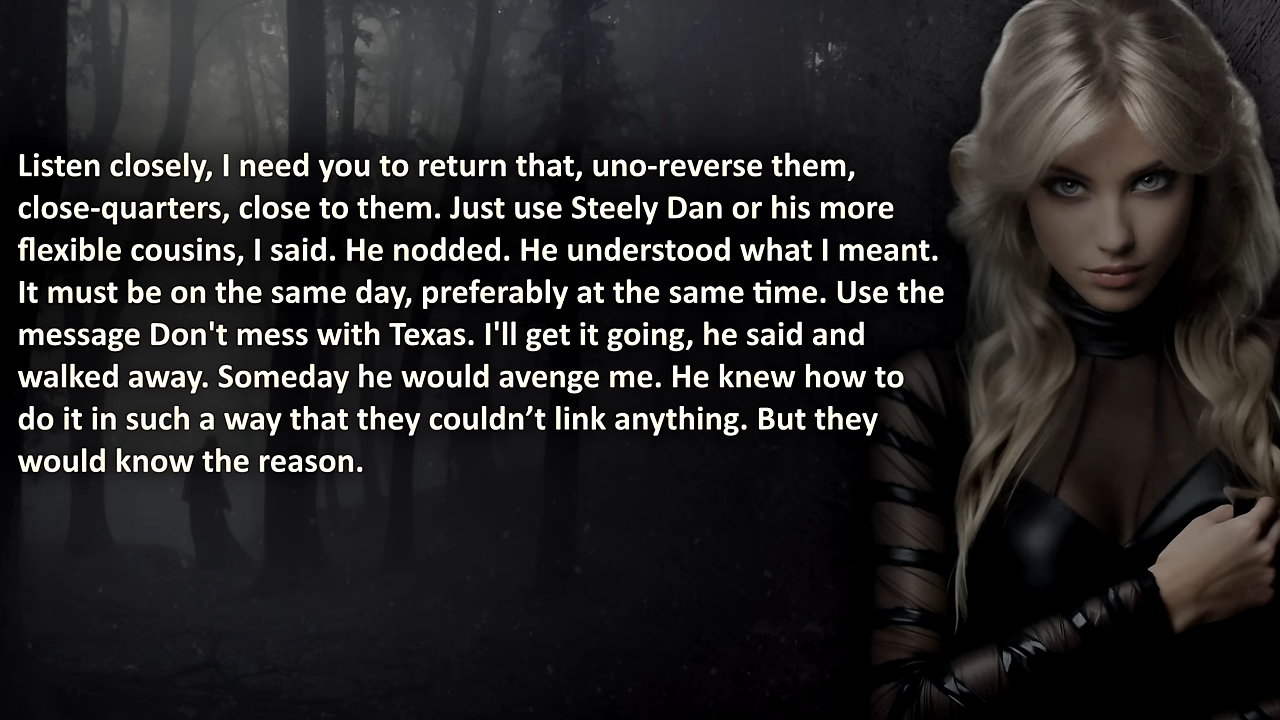 Listen closely, I need you to return that, uno-reverse them,
close-quarters, close to them. Just use Steely Dan or his more
flexible cousins, I said. He nodded. He understood what I meant.
It must be on the same day, preferably at the same time. Use the
message Don't mess with Texas. I'll get it going, he said and
walked away. Someday he would avenge me. He knew how to
do it in such a way that they couldn’t link anything. But they
would know the reason.